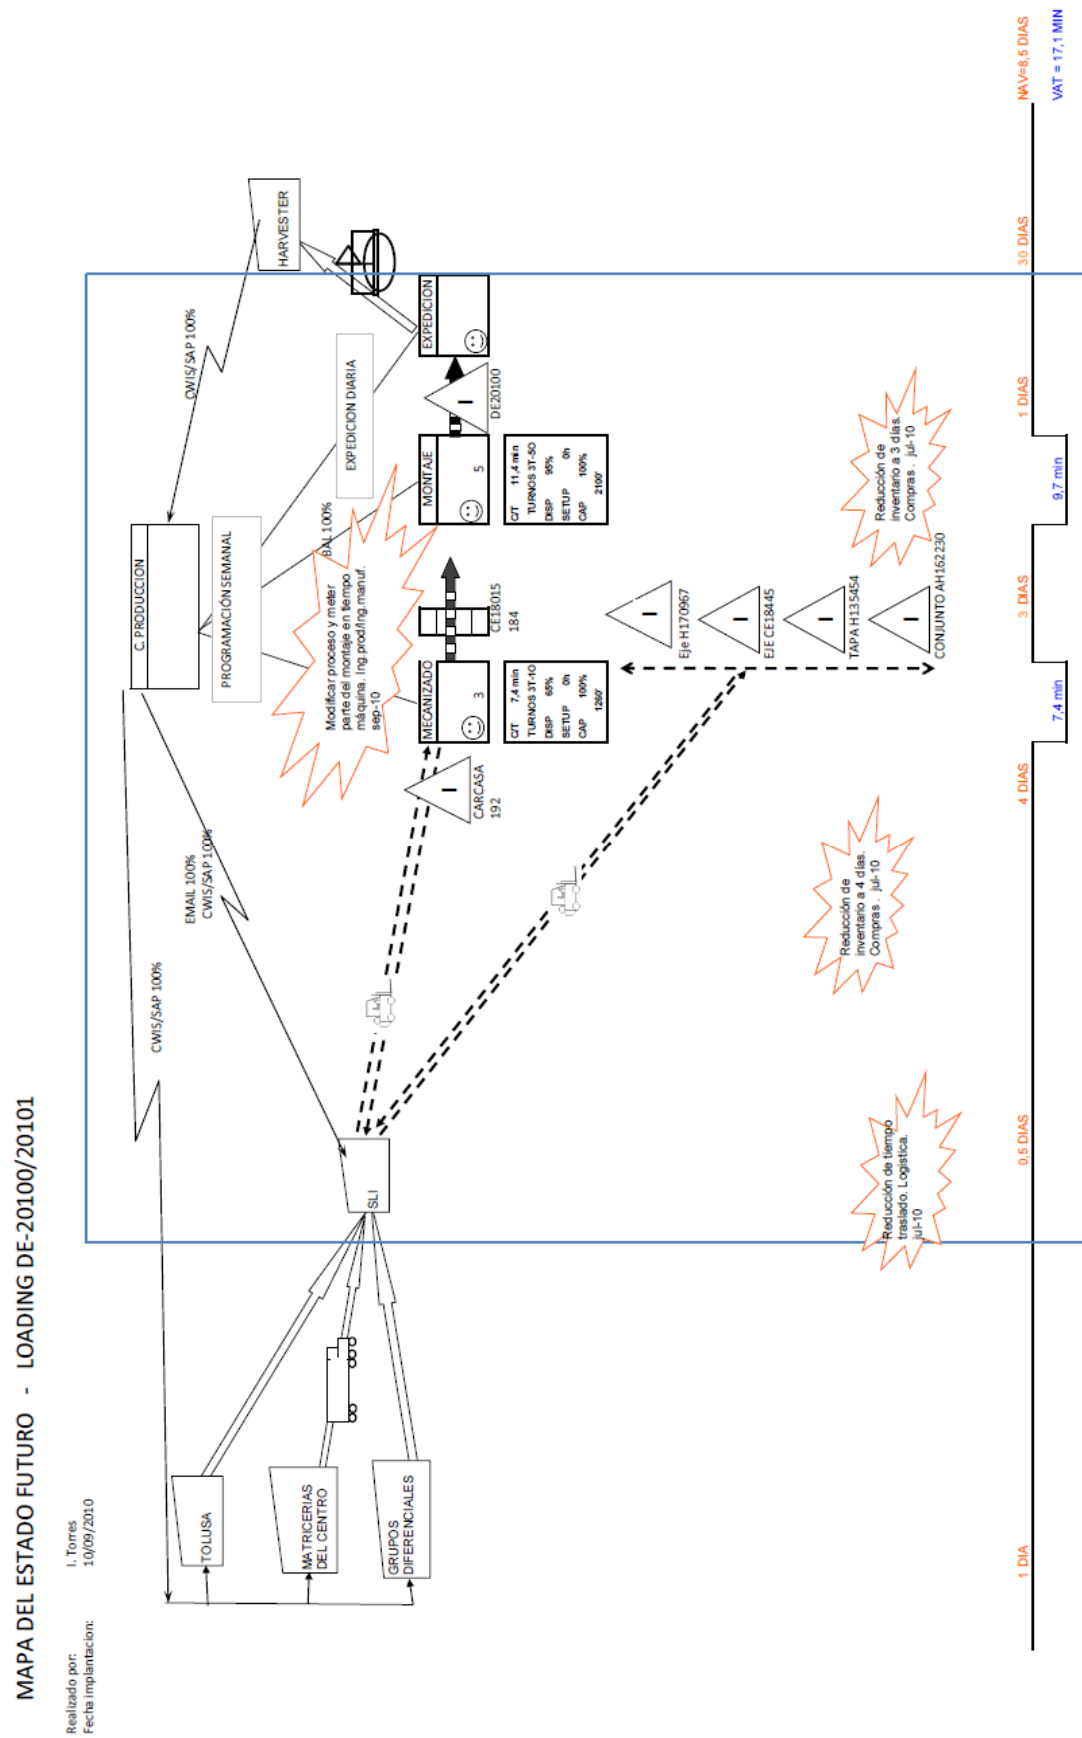 MAPA DEL ESTADO FUTURO - LOADING DE-20100/20101
Realizado por: I. Torres
Fecha implantacion: 10/09/2010
C. PRODUCCION
PROGRAMACIÓN SEMANAL
CWIS/SAP 100%
HARVESTER
CWIS/SAP 100%
EMAIL 100%
CWIS/SAP 100%
BAL 100%
EXPEDICION DIARIA
TOLUSA
MATRICERIAS
DEL CENTRO
GRUPOS
DIFERENCIALES
SLI
Modificar proceso y meter
parte del montaje en tiempo
máquina. Ing.prod/Ing.manuf.
sep-10
I
CARCASA
192
MECANIZADO
3
C/T 7,4 min
TURNOS 3T-1O
DISP 65%
SETUP 0h
CAP 100%
1260'
CE18015
184
MONTAJE
5
C/T 11,4 min
TURNOS 3T-5O
DISP 95%
SETUP 0h
CAP 100%
2100'
I
DE20100
EXPEDICION
I
Eje H170967
I
EJE CE18445
I
TAPA H135454
I
CONJUNTO AH162230
Reducción de tiempo
traslado. Logística.
jul-10
Reducción de
inventario a 4 días.
Compras . jul-10
Reducción de
inventario a 3 días.
Compras . jul-10
1 DIA
0,5 DIAS
4 DIAS
7,4 min
3 DIAS
9,7 min
1 DIAS
30 DIAS
NAV=8,5 DIAS
VAT = 17,1 MIN